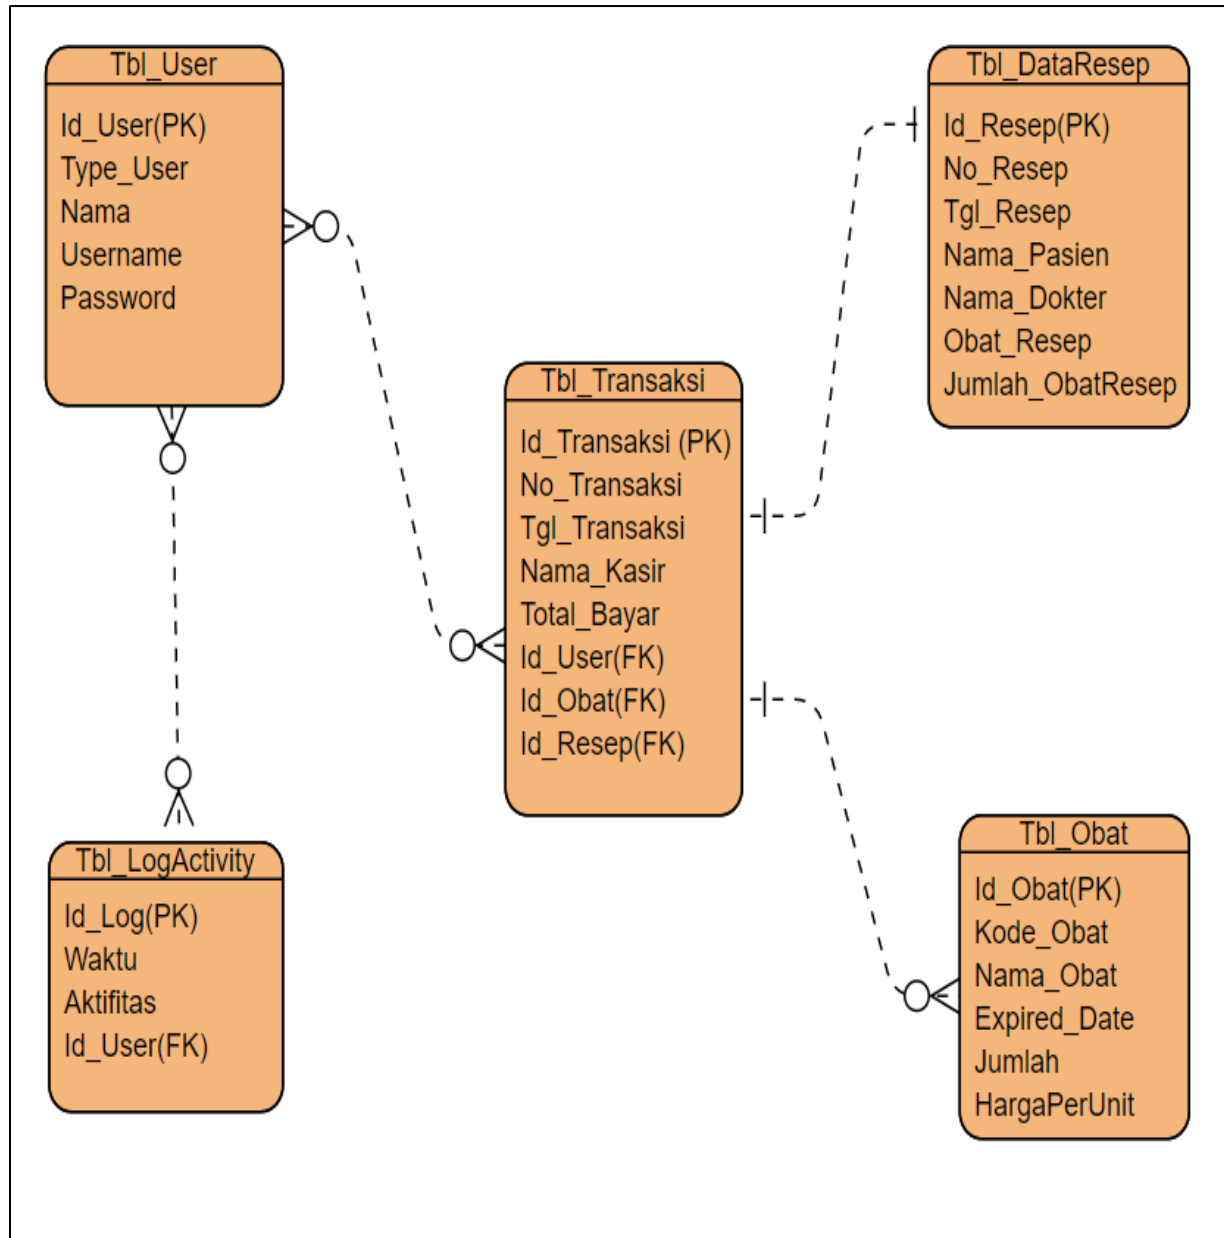 Tbl_User
Id_User(PK)
Type_User
Nama
Username
Password
Tbl_DataResep
Id_Resep(PK)
No_Resep
Tgl_Resep
Nama_Pasien
Nama_Dokter
Obat_Resep
Jumlah_ObatResep
Tbl_Transaksi
Id_Transaksi (PK)
No_Transaksi
Tgl_Transaksi
Nama_Kasir
Total_Bayar
Id_User(FK)
Id_Obat(FK)
Id_Resep(FK)
Tbl_LogActivity
Id_Log(PK)
Waktu
Aktifitas
Id_User(FK)
Tbl_Obat
Id_Obat(PK)
Kode_Obat
Nama_Obat
Expired_Date
Jumlah
HargaPerUnit